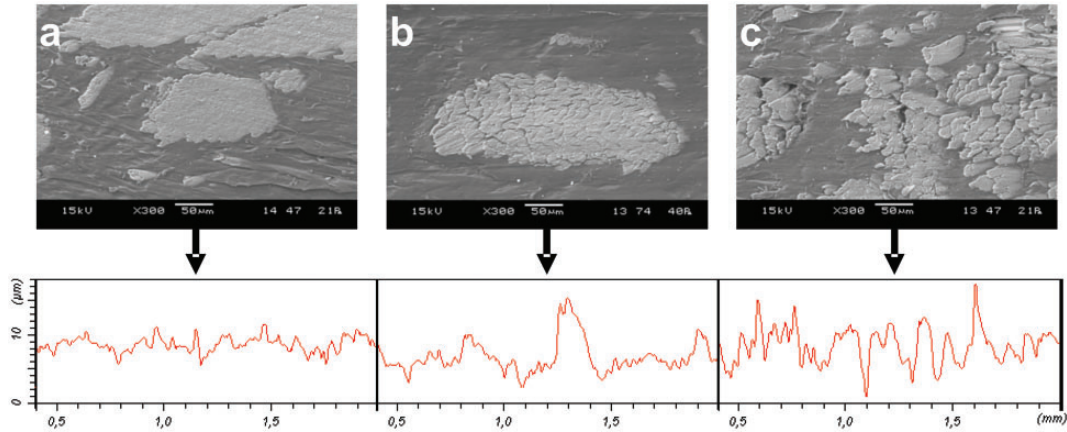 a
b
c
15kV X300 50μm 14 47 21
15kV X300 50μm 13 74 40
15kV X300 50μm 13 47 21
(μm)
10
0
0,5 1,0 1,5 0,5 1,0 1,5 0,5 1,0 1,5 (mm)